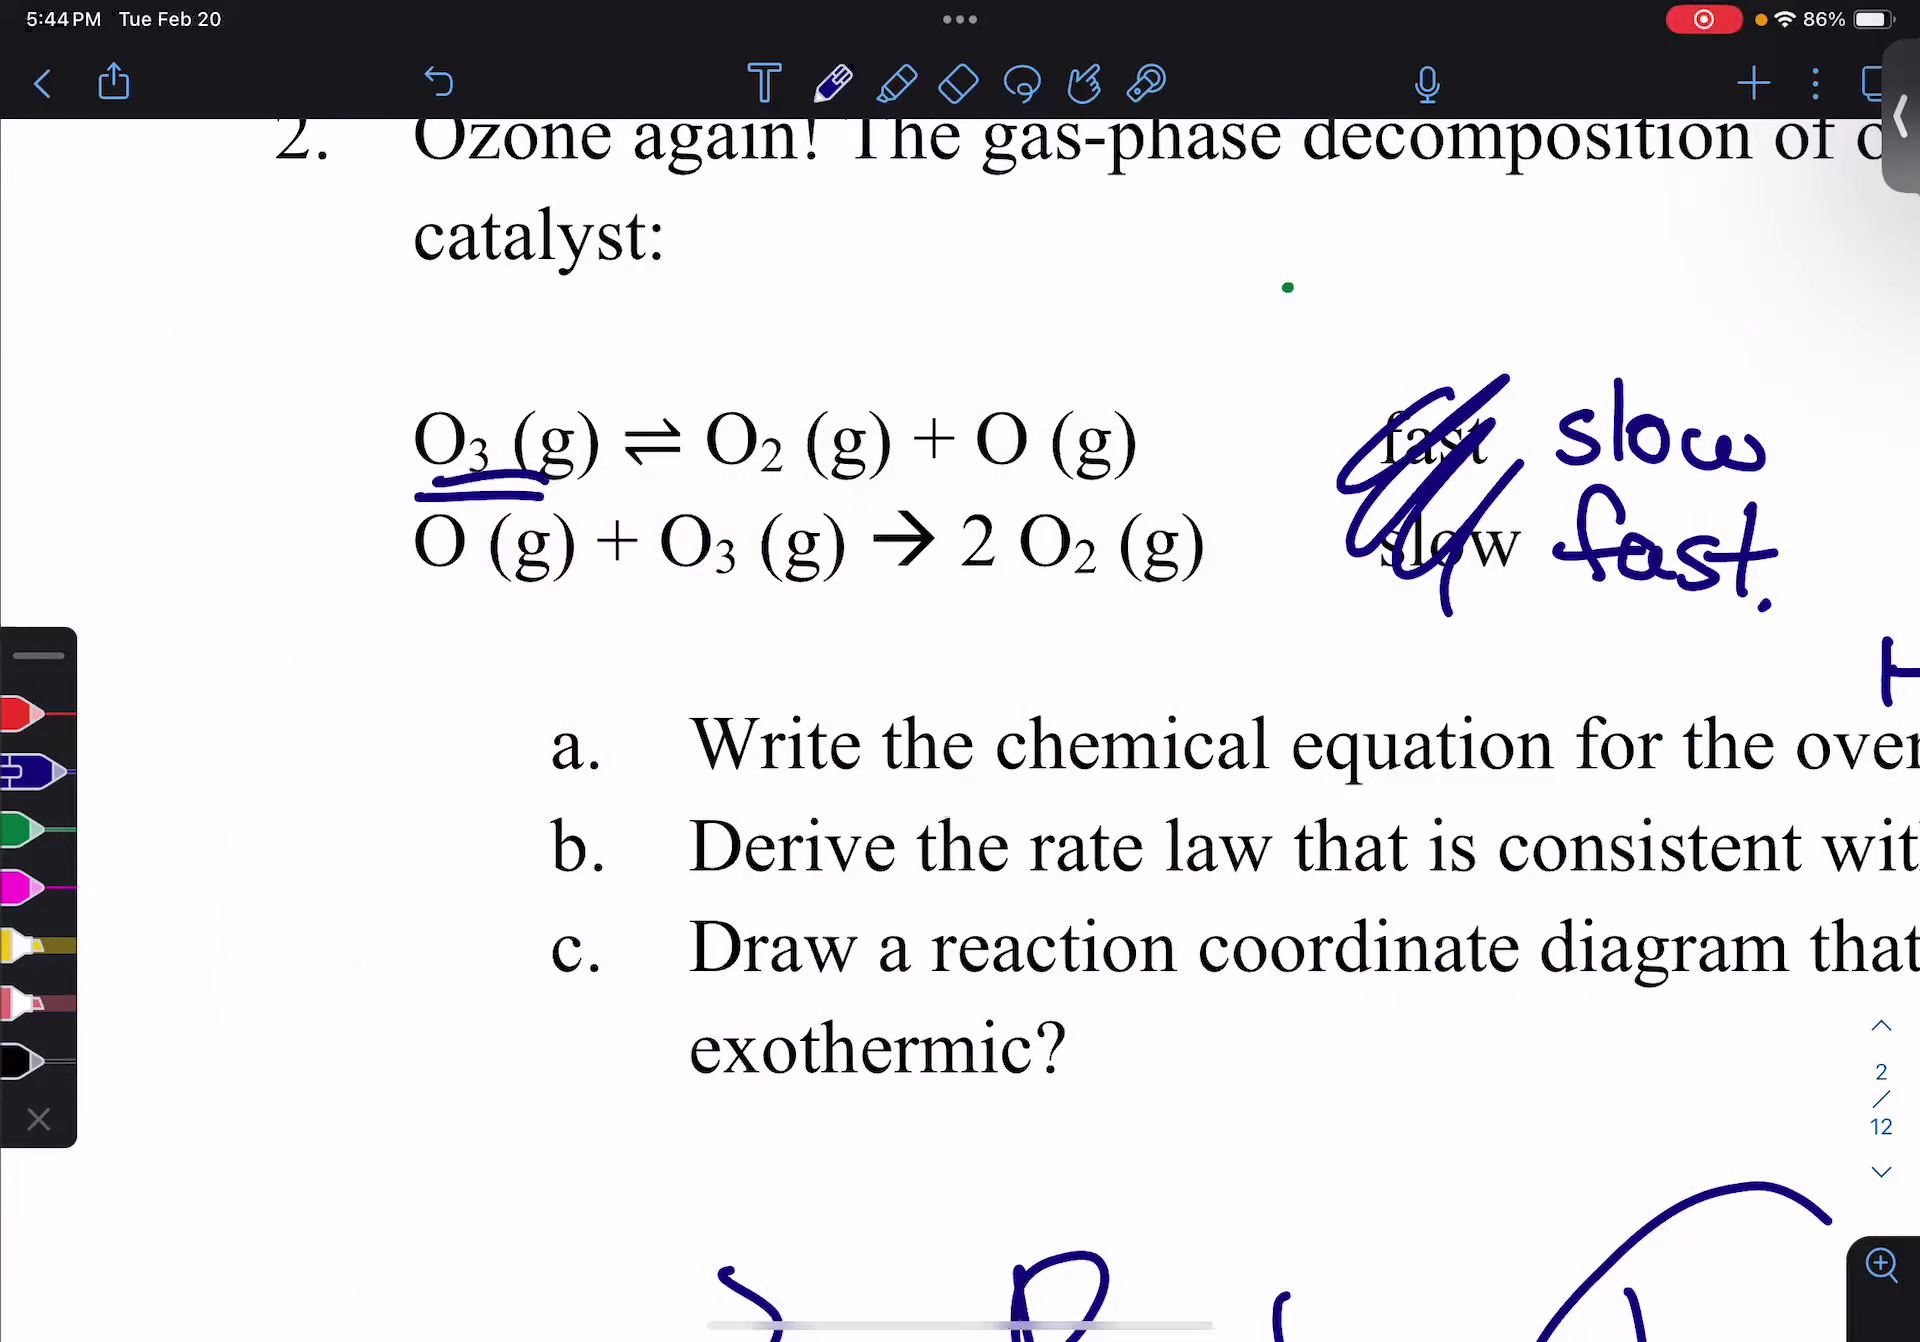 5:44 PM Tue Feb 20
86%
2. Ozone again! The gas-phase decomposition of o
catalyst:
O₃ (g) ⇌ O₂ (g) + O (g) fast slow
O (g) + O₃ (g) → 2 O₂ (g) slow fast.
a. Write the chemical equation for the over
b. Derive the rate law that is consistent wit
c. Draw a reaction coordinate diagram that
exothermic?
2
/
12